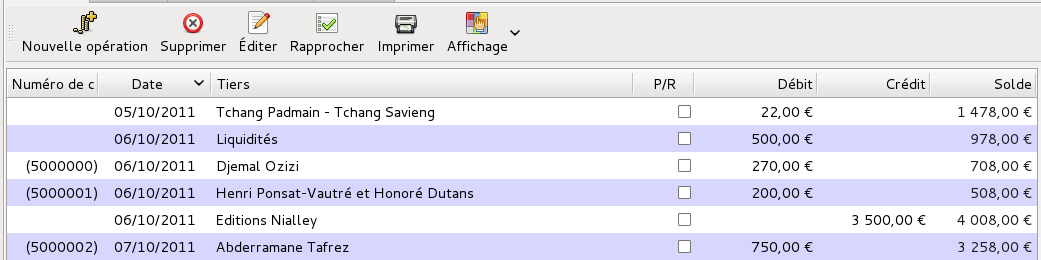 Nouvelle opération Supprimer Éditer Rapprocher Imprimer Affichage
Numéro de c Date Tiers P/R Débit Crédit Solde
05/10/2011 Tchang Padmain - Tchang Savieng 22,00 € 1 478,00 €
06/10/2011 Liquidités 500,00 € 978,00 €
(5000000) 06/10/2011 Djemal Ozizi 270,00 € 708,00 €
(5000001) 06/10/2011 Henri Ponsat-Vautré et Honoré Dutans 200,00 € 508,00 €
06/10/2011 Editions Nialley 3 500,00 € 4 008,00 €
(5000002) 07/10/2011 Abderramane Tafrez 750,00 € 3 258,00 €